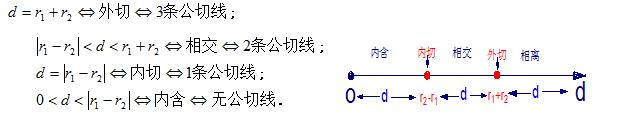 d = r₁ + r₂ ⇔ 外切 ⇔ 3条公切线；
|r₁ − r₂| < d < r₁ + r₂ ⇔ 相交 ⇔ 2条公切线；
d = |r₁ − r₂| ⇔ 内切 ⇔ 1条公切线；
0 < d < |r₁ − r₂| ⇔ 内含 ⇔ 无公切线．
内含 内切 相交 外切 相离
O d r₂-r₁ d r₁+r₂ d d